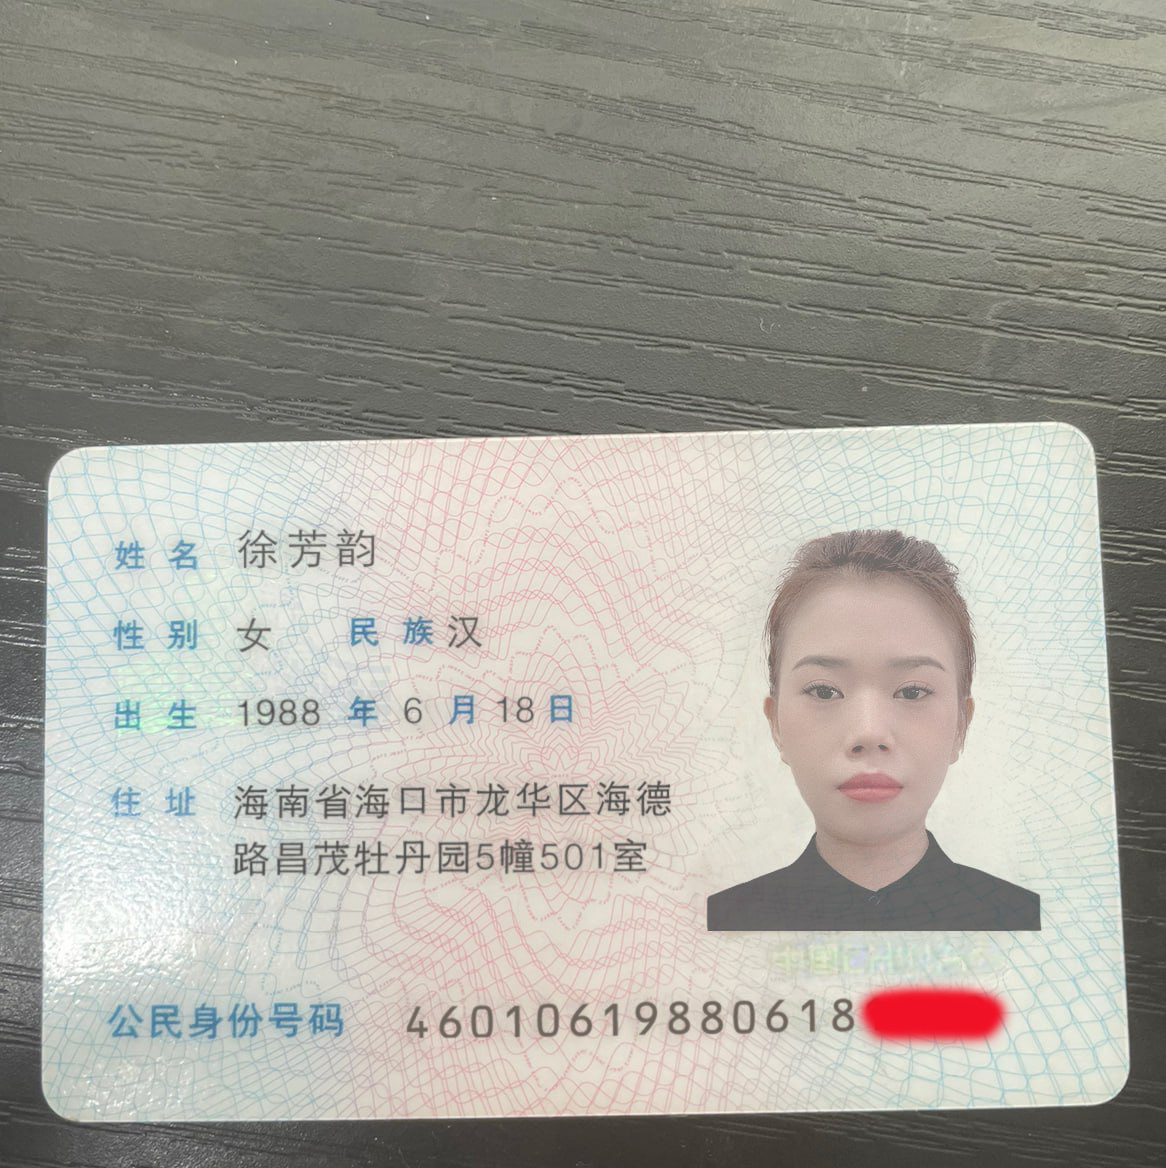 姓名 徐芳韵
性别 女 民族 汉
出生 1988 年 6 月 18 日
住址 海南省海口市龙华区海德
路昌茂牡丹园5幢501室
公民身份号码 46010619880618